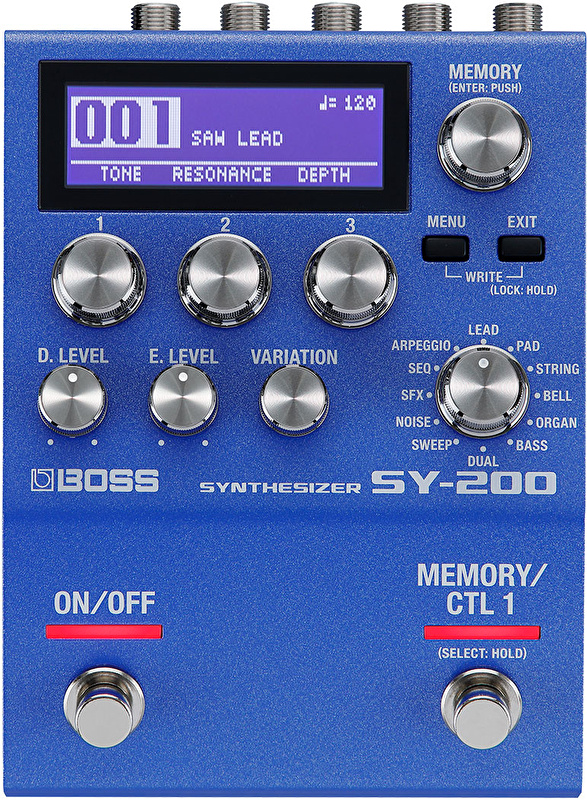 MEMORY
(ENTER: PUSH)
001
♩= 120
SAW LEAD
TONE RESONANCE DEPTH
1 2 3
MENU EXIT
WRITE
(LOCK: HOLD)
D. LEVEL E. LEVEL VARIATION
LEAD
ARPEGGIO PAD
SEQ STRING
SFX BELL
NOISE ORGAN
SWEEP BASS
DUAL
BOSS
SYNTHESIZER SY-200
ON/OFF
MEMORY/
CTL 1
(SELECT: HOLD)